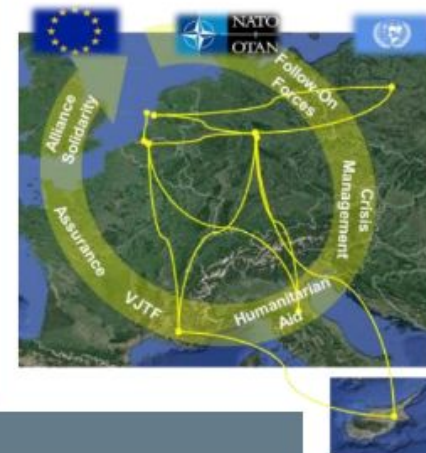 NATO
OTAN
Follow-On
Forces
Crisis
Management
Humanitarian
Aid
VJTF
Assurance
Alliance
Solidarity